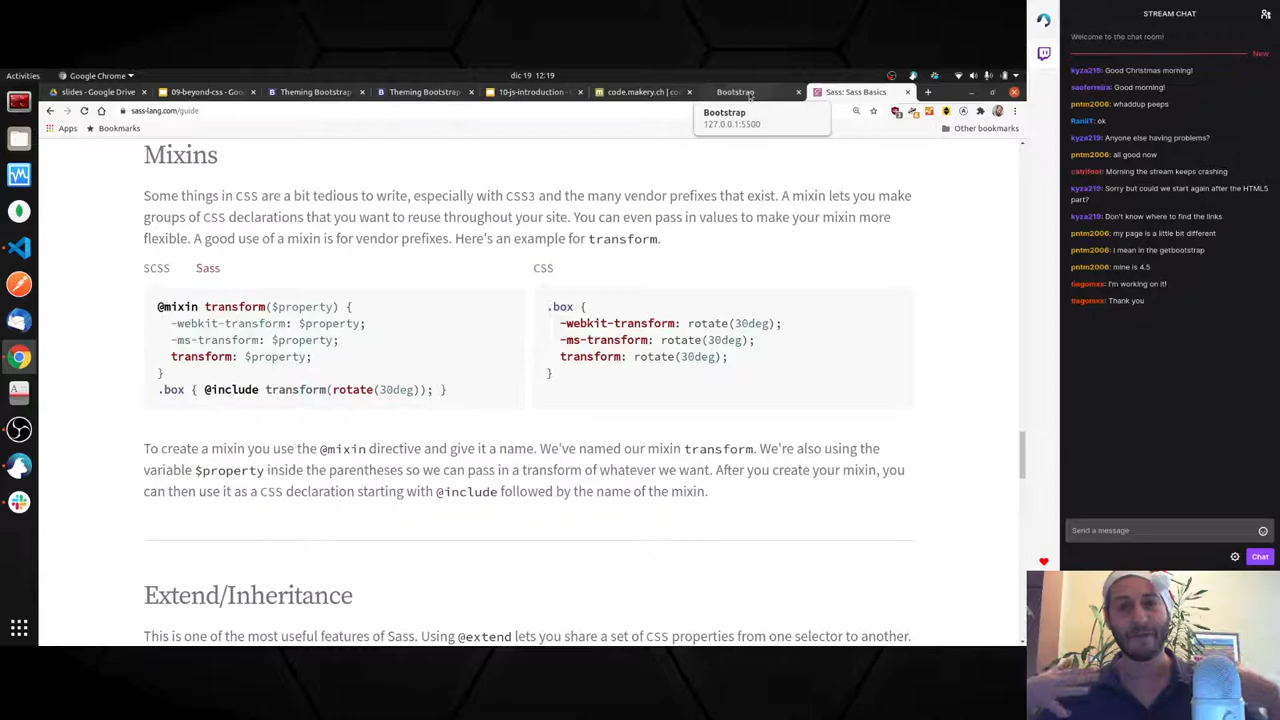 STREAM CHAT
Welcome to the chat room!
New
Activities
Google Chrome
dic 19 12:19
slides - Google Drive
09-beyond-css - Goo
Theming Bootstrap
Theming Bootstrap
10-js-introduction -
code.makery.ch | co
Bootstrap
Sass: Sass Basics
sass-lang.com/guide
Bootstrap
127.0.0.1:5500
Apps
Bookmarks
Other bookmarks
Mixins
Some things in CSS are a bit tedious to write, especially with CSS3 and the many vendor prefixes that exist. A mixin lets you make
groups of CSS declarations that you want to reuse throughout your site. You can even pass in values to make your mixin more
flexible. A good use of a mixin is for vendor prefixes. Here's an example for transform.
SCSS Sass
CSS
@mixin transform($property) {
-webkit-transform: $property;
-ms-transform: $property;
transform: $property;
}
.box { @include transform(rotate(30deg)); }
.box {
-webkit-transform: rotate(30deg);
-ms-transform: rotate(30deg);
transform: rotate(30deg);
}
To create a mixin you use the @mixin directive and give it a name. We've named our mixin transform. We're also using the
variable $property inside the parentheses so we can pass in a transform of whatever we want. After you create your mixin, you
can then use it as a CSS declaration starting with @include followed by the name of the mixin.
Extend/Inheritance
This is one of the most useful features of Sass. Using @extend lets you share a set of CSS properties from one selector to another.
kyza219: Good Christmas morning!
saoferreira: Good morning!
pntm2006: whaddup peeps
RaniiT: ok
kyza219: Anyone else having problems?
pntm2006: all good now
Morning the stream keeps crashing
kyza219: Sorry but could we start again after the HTML5
part?
kyza219: Don't know where to find the links
pntm2006: my page is a little bit different
pntm2006: i mean in the getbootstrap
pntm2006: mine is 4.5
tiagomxx: I'm working on it!
tiagomxx: Thank you
Send a message
Chat